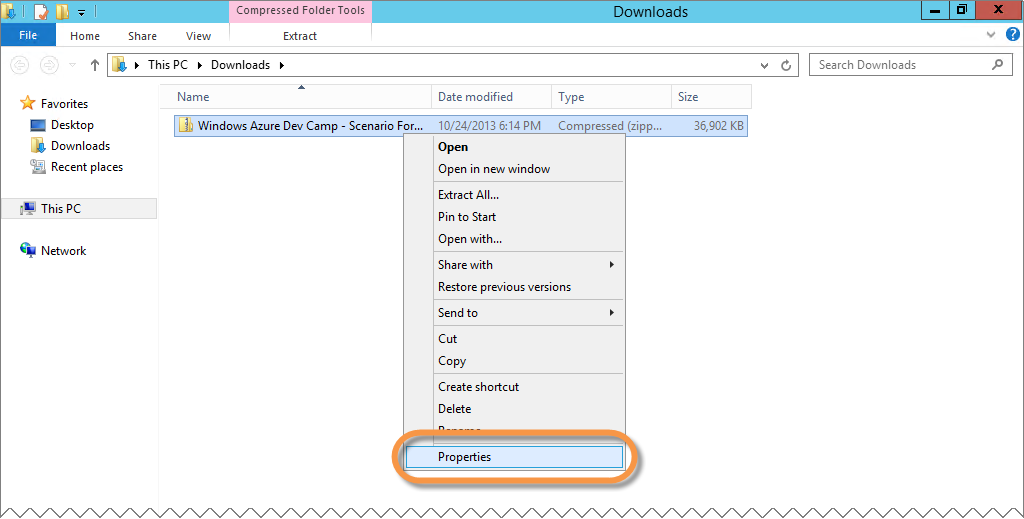 Compressed Folder Tools
Downloads
File
Home
Share
View
Extract
This PC
Downloads
Search Downloads
Name
Date modified
Type
Size
Favorites
Desktop
Downloads
Recent places
This PC
Network
Windows Azure Dev Camp - Scenario For...
10/24/2013 6:14 PM
Compressed (zipp...
36,902 KB
Open
Open in new window
Extract All...
Pin to Start
Open with...
Share with
Restore previous versions
Send to
Cut
Copy
Create shortcut
Delete
Rename
Properties